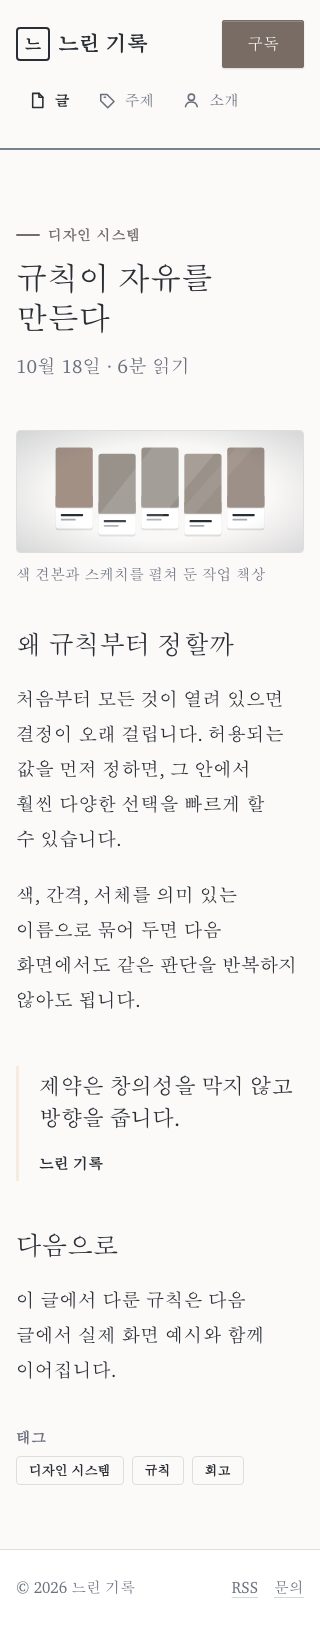 느 느린 기록
구독
글 주제 소개
디자인 시스템
규칙이 자유를
만든다
10월 18일 · 6분 읽기
색 견본과 스케치를 펼쳐 둔 작업 책상
왜 규칙부터 정할까
처음부터 모든 것이 열려 있으면
결정이 오래 걸립니다. 허용되는
값을 먼저 정하면, 그 안에서
훨씬 다양한 선택을 빠르게 할
수 있습니다.
색, 간격, 서체를 의미 있는
이름으로 묶어 두면 다음
화면에서도 같은 판단을 반복하지
않아도 됩니다.
제약은 창의성을 막지 않고
방향을 줍니다.
느린 기록
다음으로
이 글에서 다룬 규칙은 다음
글에서 실제 화면 예시와 함께
이어집니다.
태그
디자인 시스템 규칙 회고
© 2026 느린 기록 RSS 문의